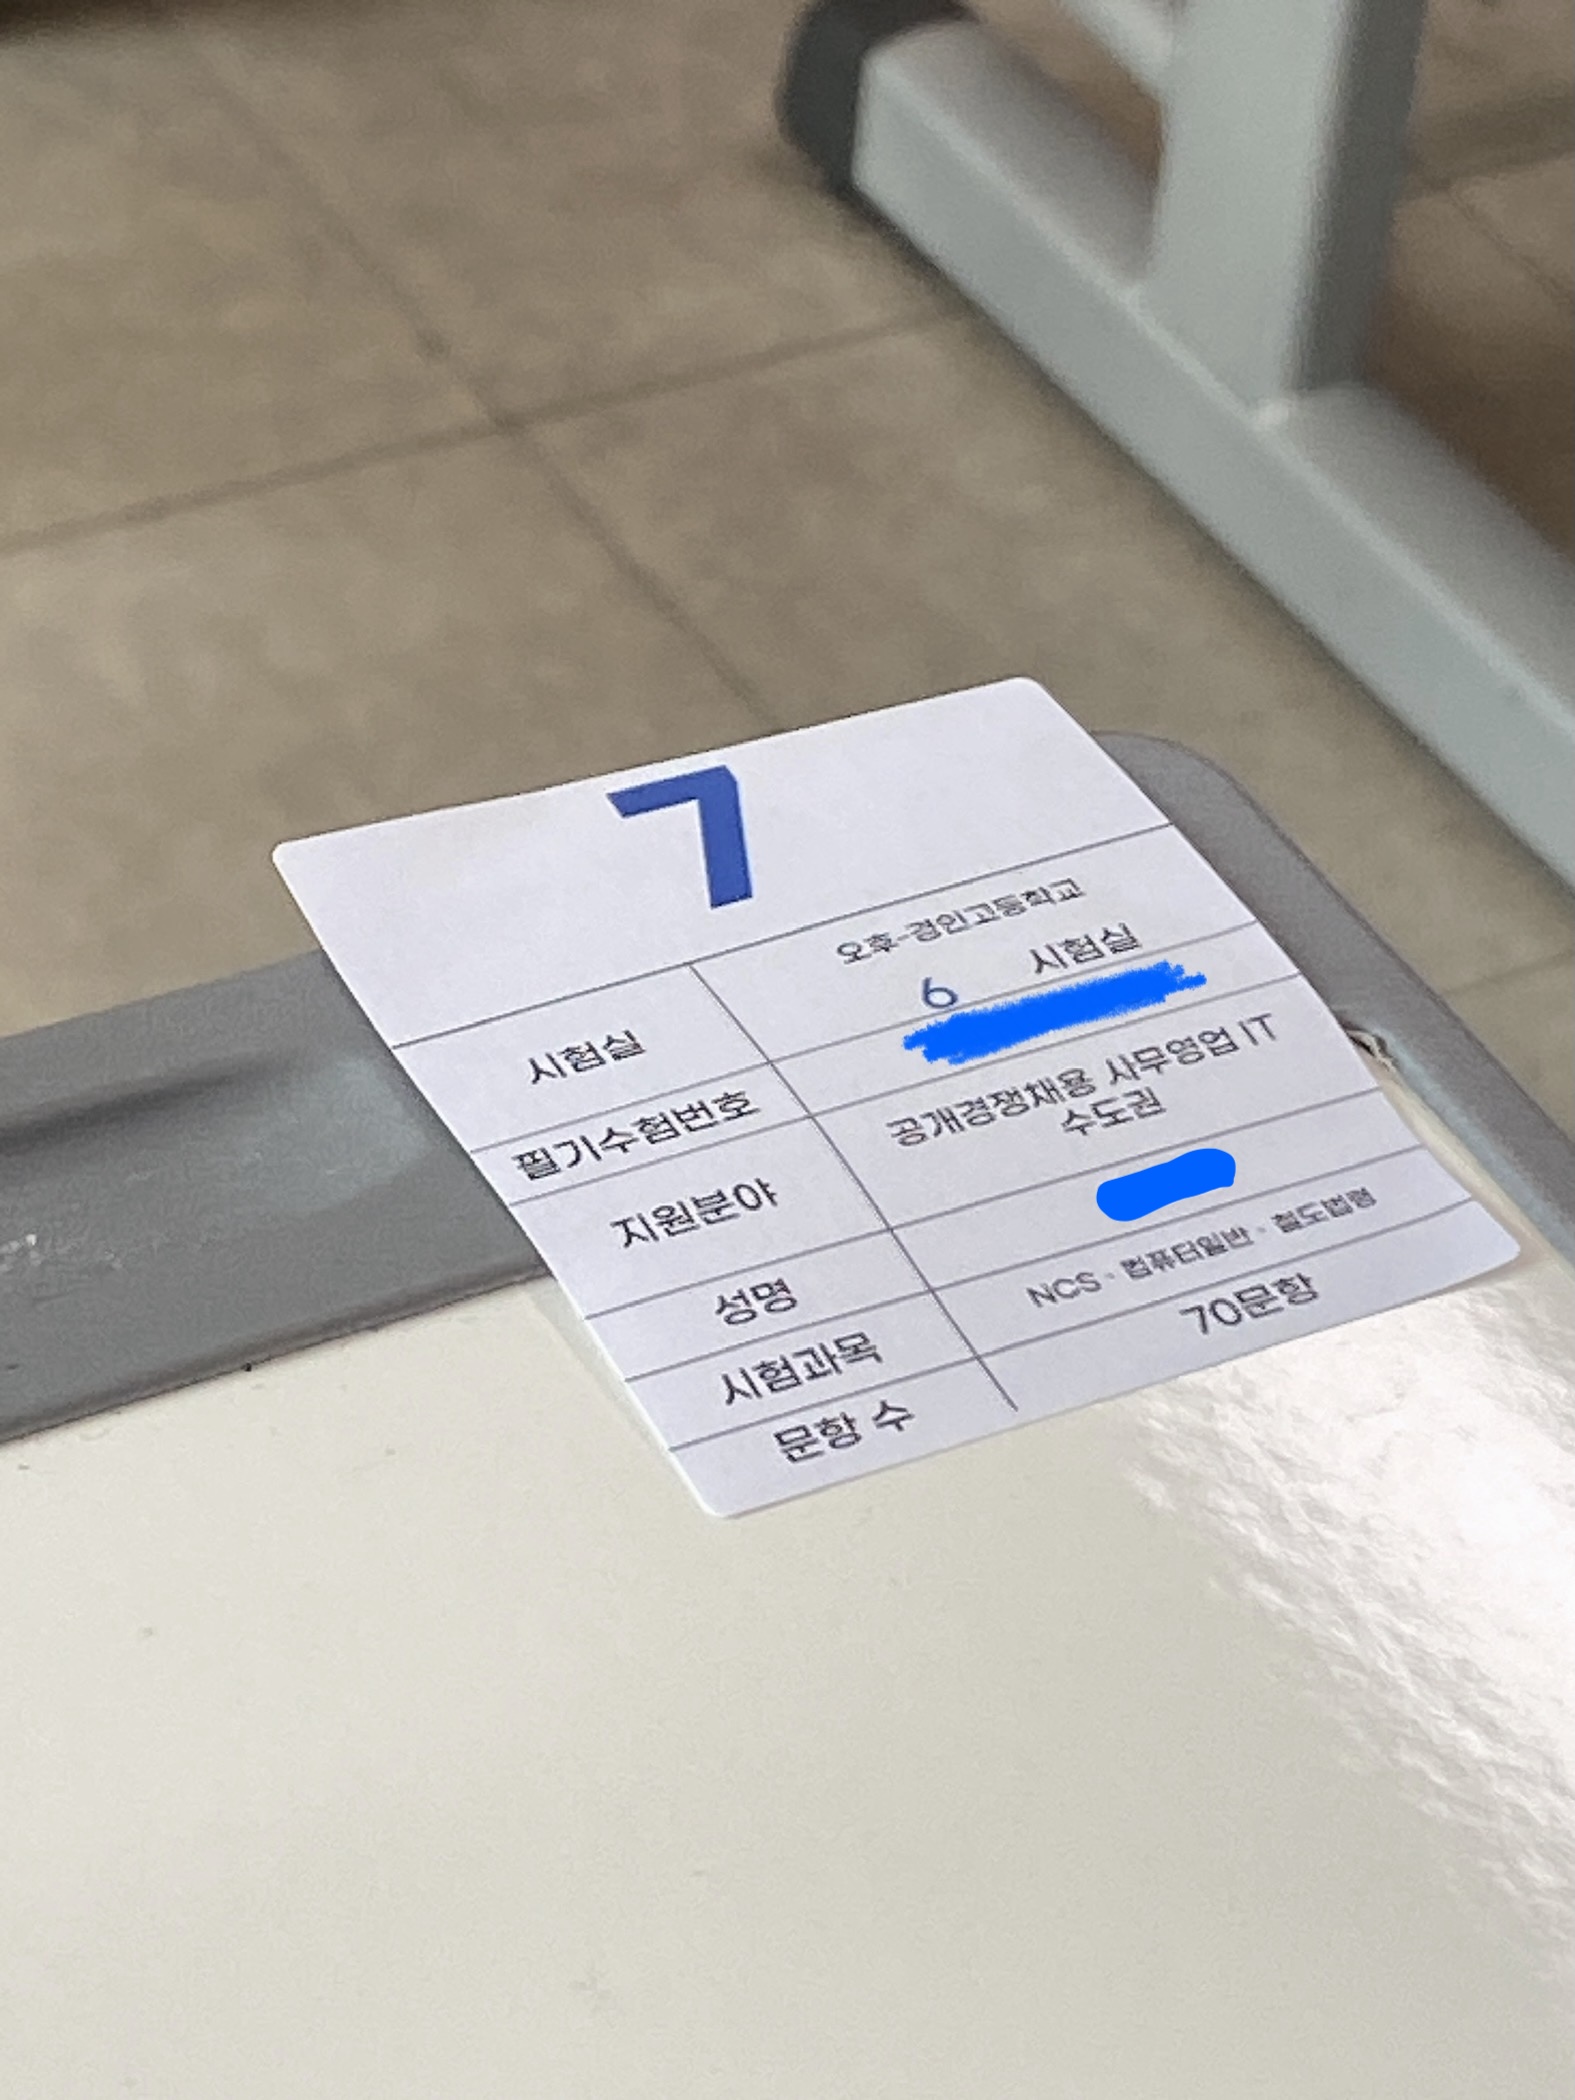 7
시험실
오후-경인고등학교
6 시험실
필기수험번호
지원분야
공개경쟁채용 사무영업 IT
수도권
성명
시험과목
NCS · 컴퓨터일반 · 철도법령
문항 수
70문항